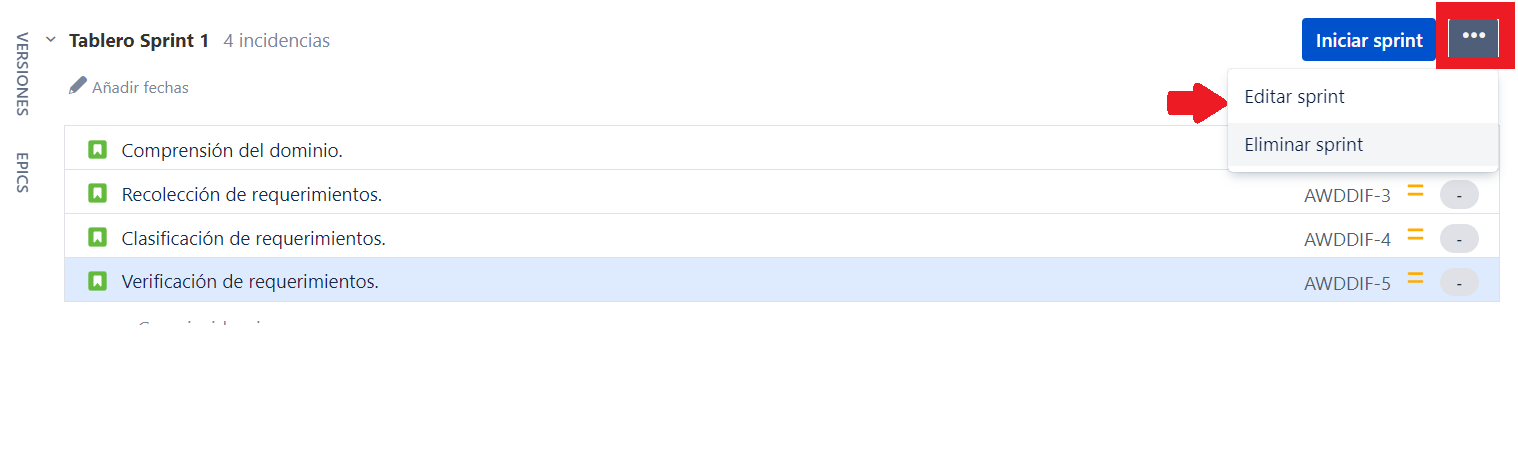 VERSIONES
EPICS
Tablero Sprint 1 4 incidencias
Iniciar sprint
Añadir fechas
Editar sprint
Eliminar sprint
Comprensión del dominio.
Recolección de requerimientos. AWDDIF-3 -
Clasificación de requerimientos. AWDDIF-4 -
Verificación de requerimientos. AWDDIF-5 -